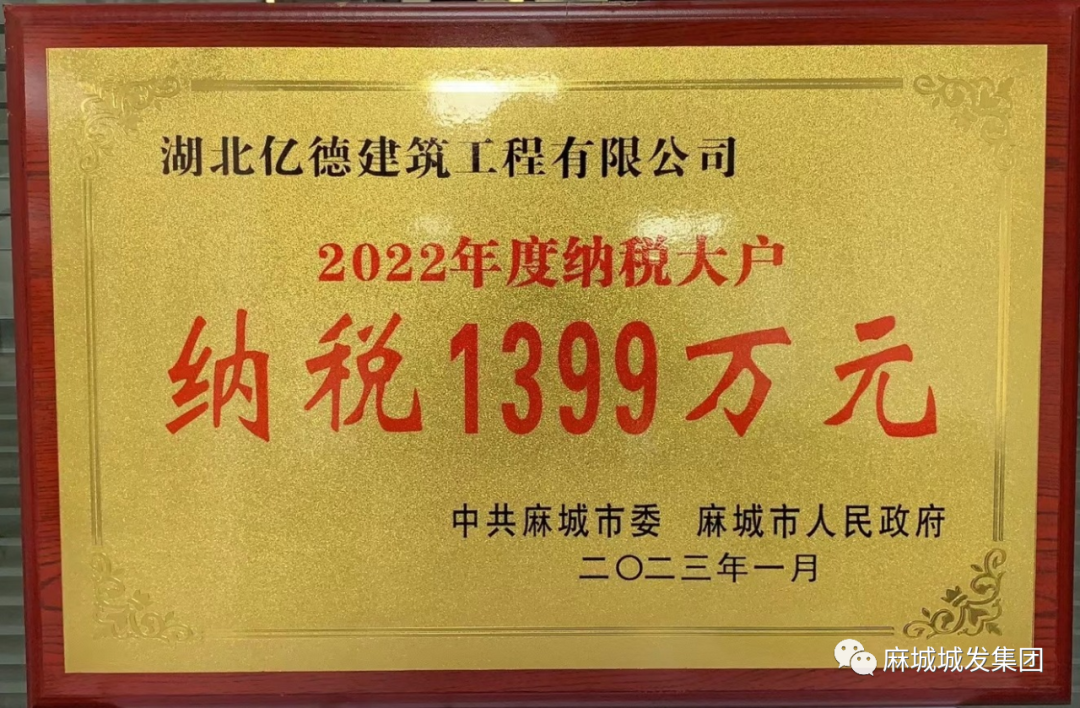 湖北亿德建筑工程有限公司
2022年度纳税大户
纳税1399万元
中共麻城市委 麻城市人民政府
二〇二三年一月
麻城城发集团